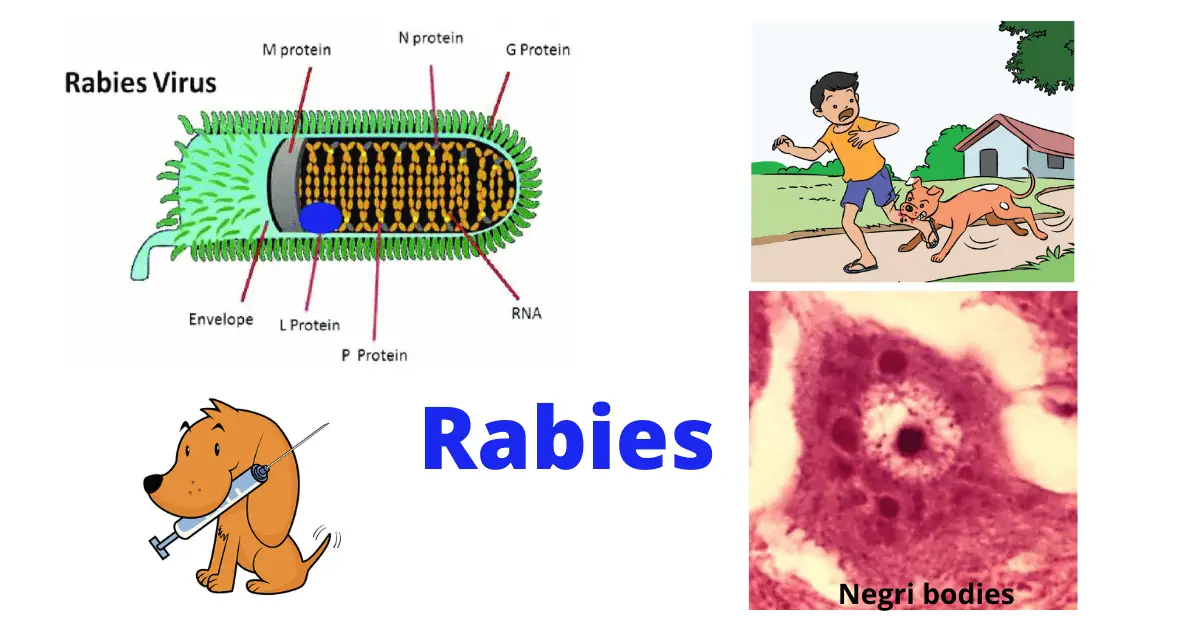 M protein
N protein
G Protein
Rabies Virus
Envelope
L Protein
RNA
P Protein
Rabies
Negri bodies